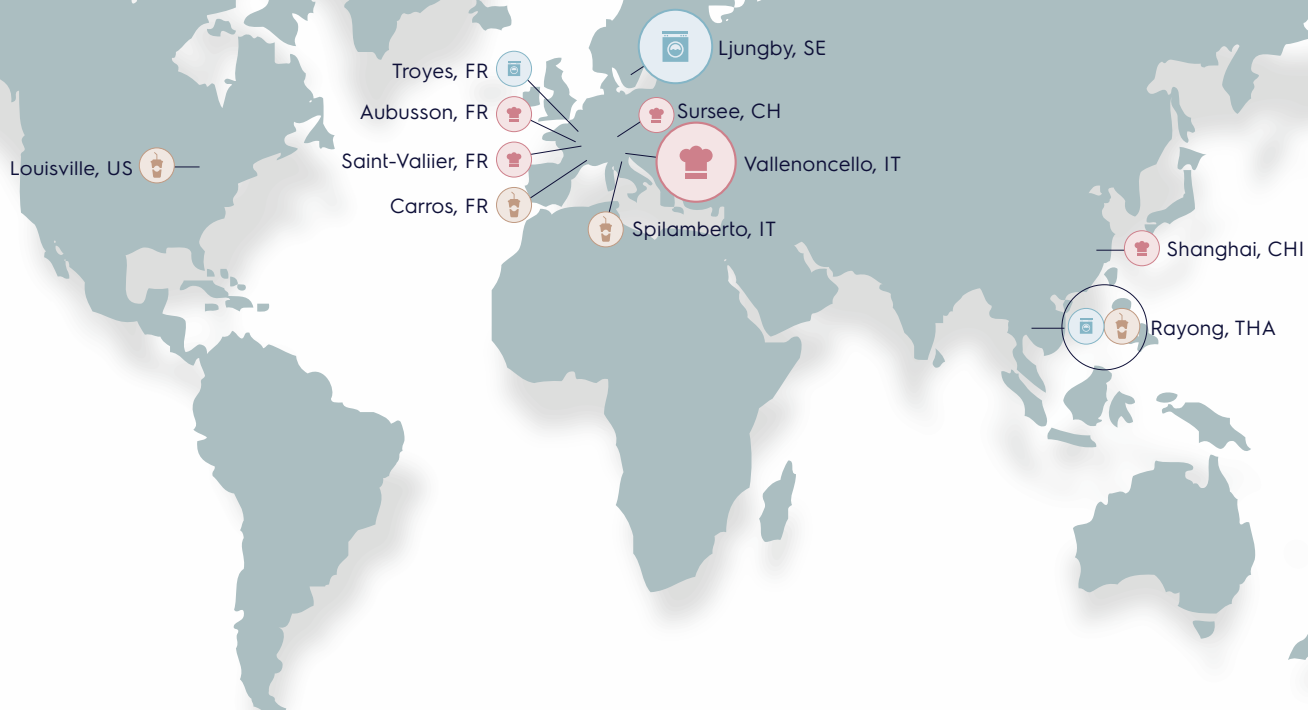 Ljungby, SE
Troyes, FR
Aubusson, FR
Sursee, CH
Saint-Valiier, FR
Vallenoncello, IT
Louisville, US
Carros, FR
Spilamberto, IT
Shanghai, CHI
Rayong, THA